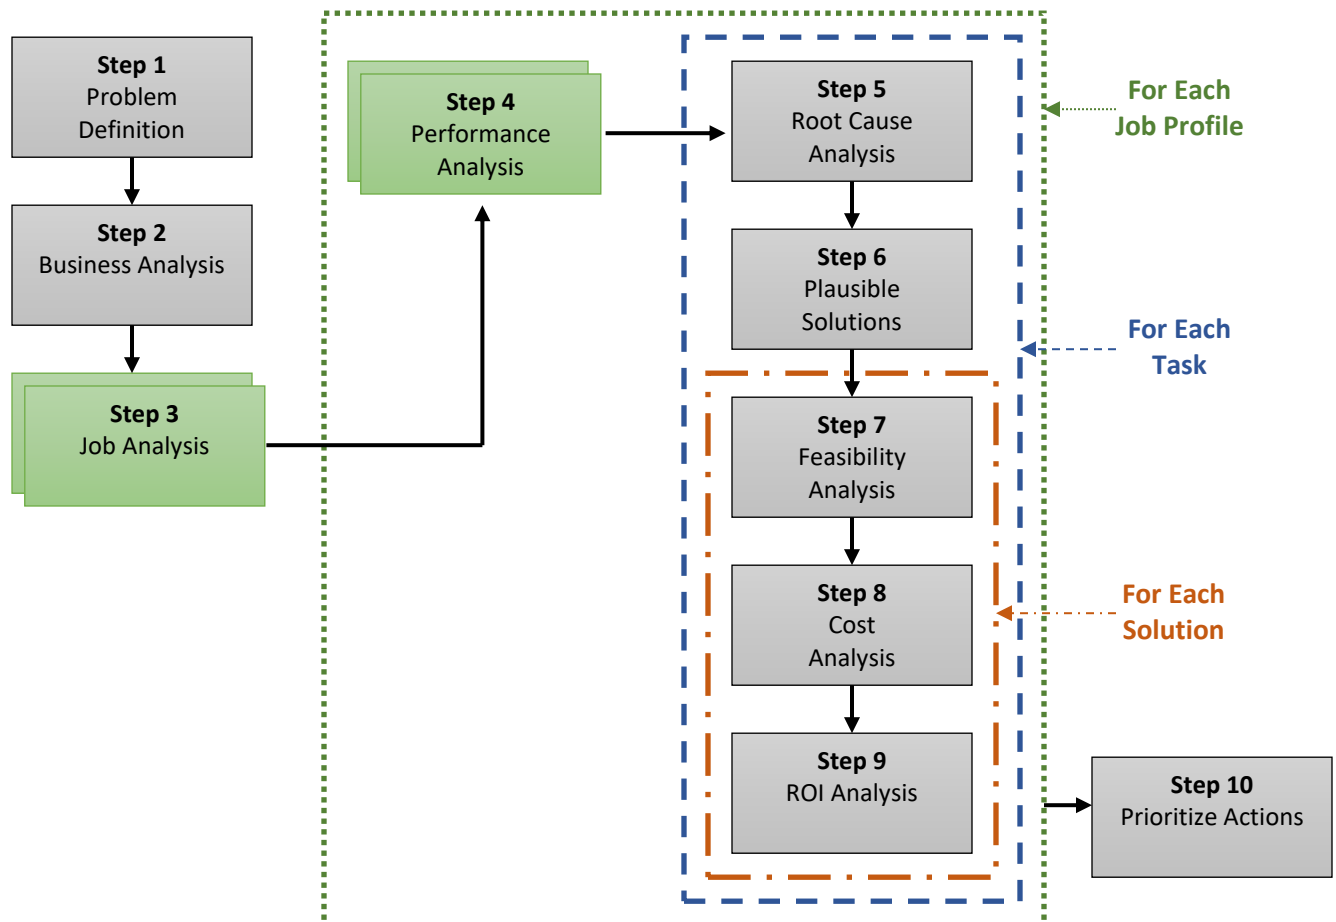 Step 1
Problem
Definition
Step 2
Business Analysis
Step 3
Job Analysis
Step 4
Performance
Analysis
Step 5
Root Cause
Analysis
Step 6
Plausible
Solutions
Step 7
Feasibility
Analysis
Step 8
Cost
Analysis
Step 9
ROI Analysis
For Each
Job Profile
For Each
Task
For Each
Solution
Step 10
Prioritize Actions